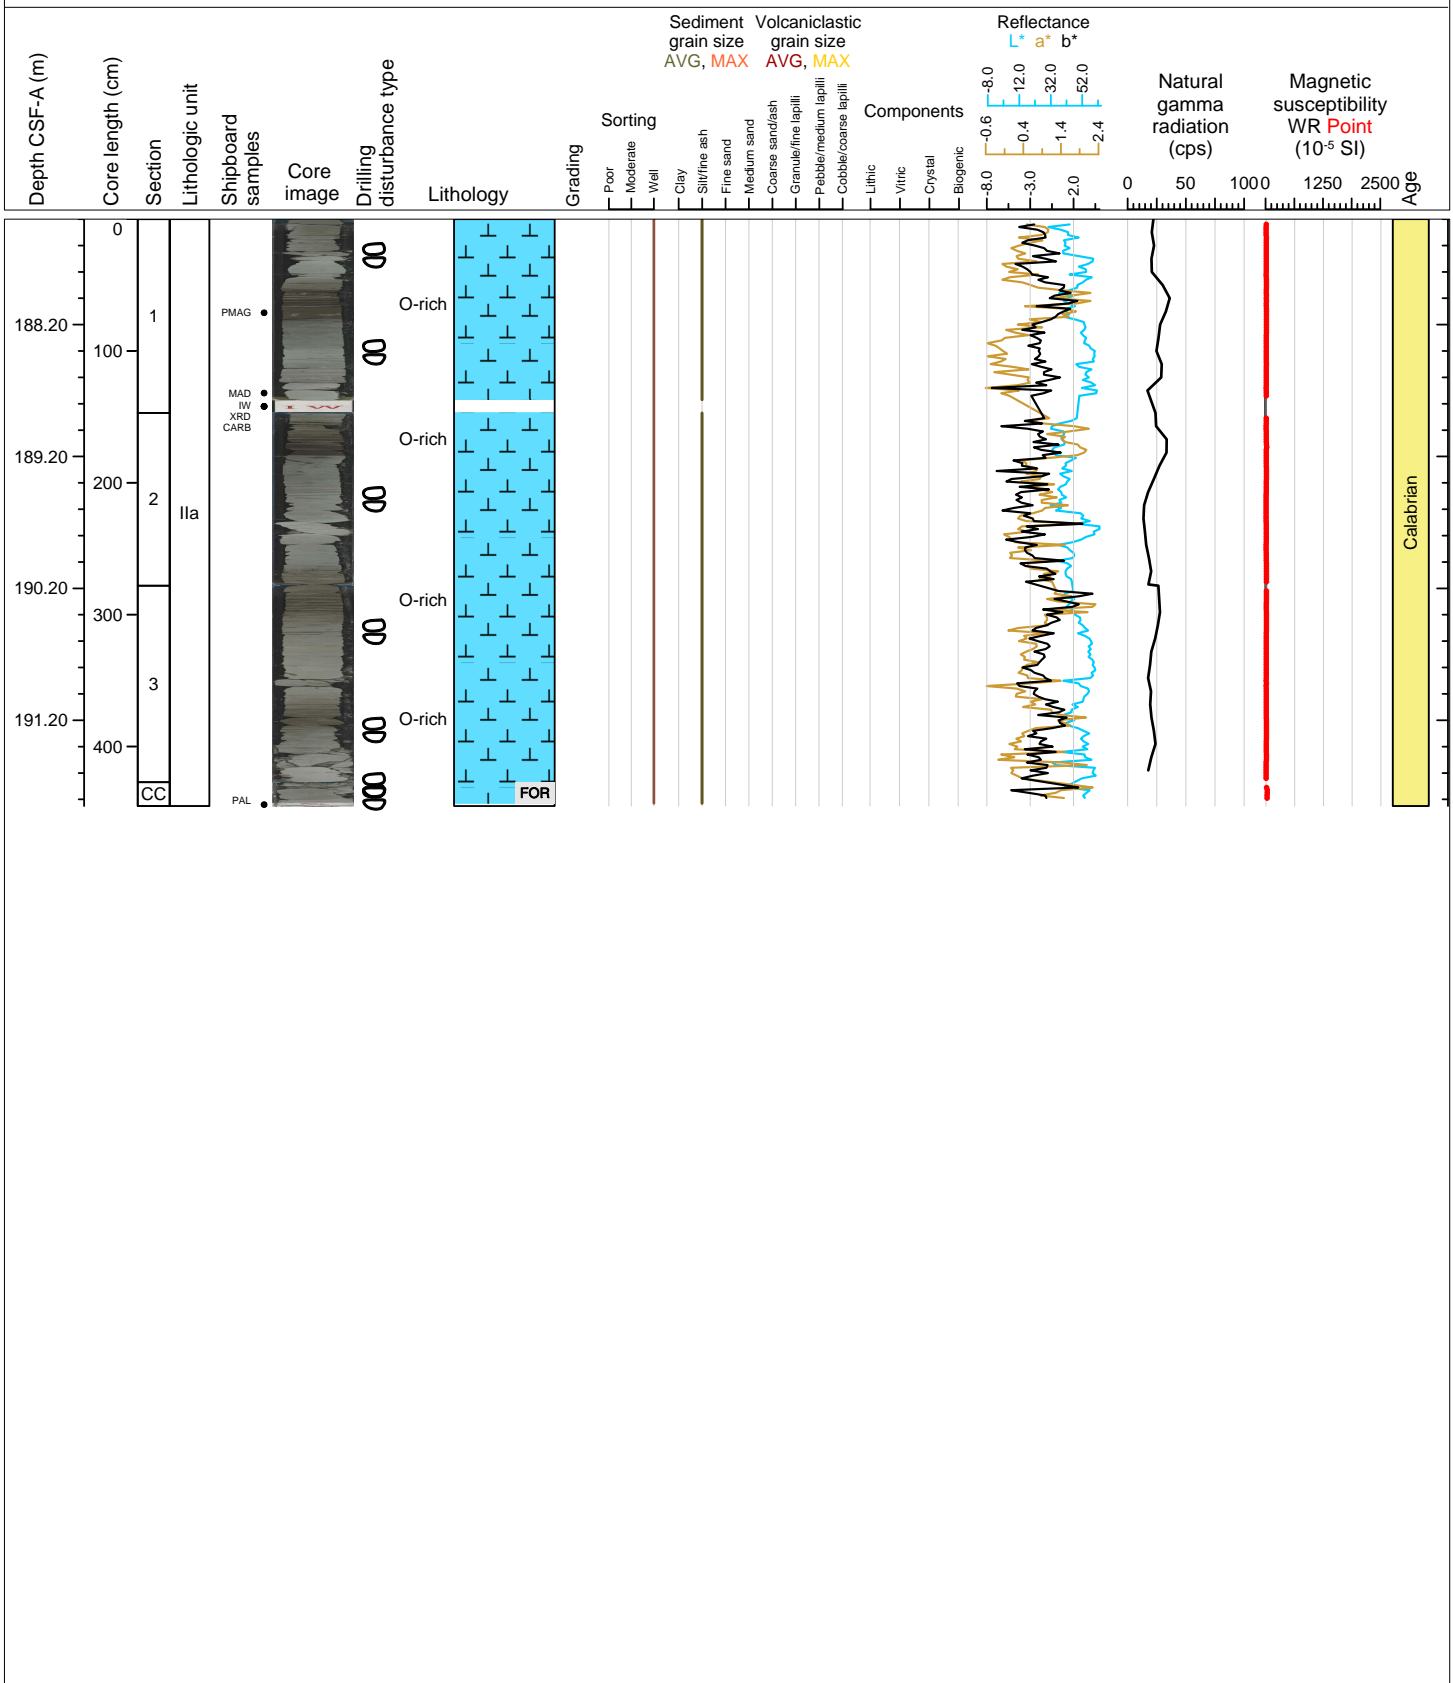 Sediment
grain size
AVG, MAX
Volcaniclastic
grain size
AVG, MAX
Reflectance
L* a* b*
Depth CSF-A (m)
Core length (cm)
Section
Lithologic unit
Shipboard
samples
Core
image
Drilling
disturbance type
Lithology
Grading
Sorting
Poor
Moderate
Well
Clay
Silt/fine ash
Fine sand
Medium sand
Coarse sand/ash
Granule/fine lapilli
Pebble/medium lapilli
Cobble/coarse lapilli
Components
Lithic
Vitric
Crystal
Biogenic
-8.0 12.0 32.0 52.0
-0.6 0.4 1.4 2.4
-8.0 -3.0 2.0
Natural
gamma
radiation
(cps)
0 50 100
Magnetic
susceptibility
WR Point
(10-5 SI)
0 1250 2500
Age
0
1
PMAG
O-rich
188.20
100
MAD
IW
I W
XRD
CARB
O-rich
189.20
200
2
IIa
Calabrian
190.20
300
O-rich
3
191.20
O-rich
400
CC
PAL
FOR